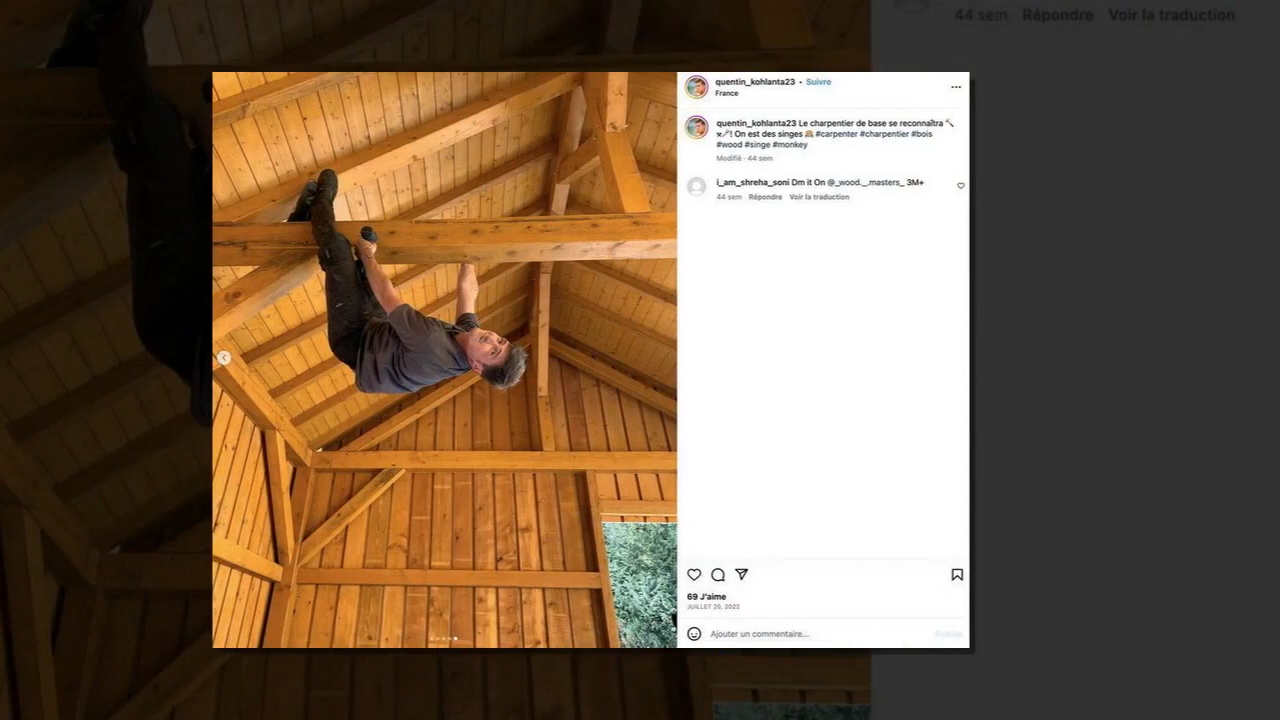 44 sem Répondre Voir la traduction
quentin_kohlanta23 • Suivre
France
quentin_kohlanta23 Le charpentier de base se reconnaîtra 🔨
⚒️🪚! On est des singes 🙈 #carpenter #charpentier #bois
#wood #singe #monkey
Modifié · 44 sem
i_am_shreha_soni Dm it On @_wood._.masters_ 3M+
44 sem Répondre Voir la traduction
69 J'aime
JUILLET 20, 2022
Ajouter un commentaire...
Publier